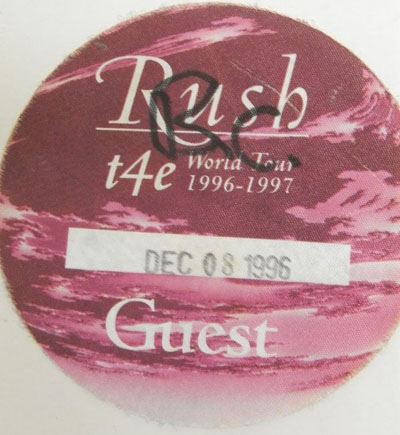 Rush
B.C.
t4e World Tour
1996-1997
DEC 08 1996
Guest